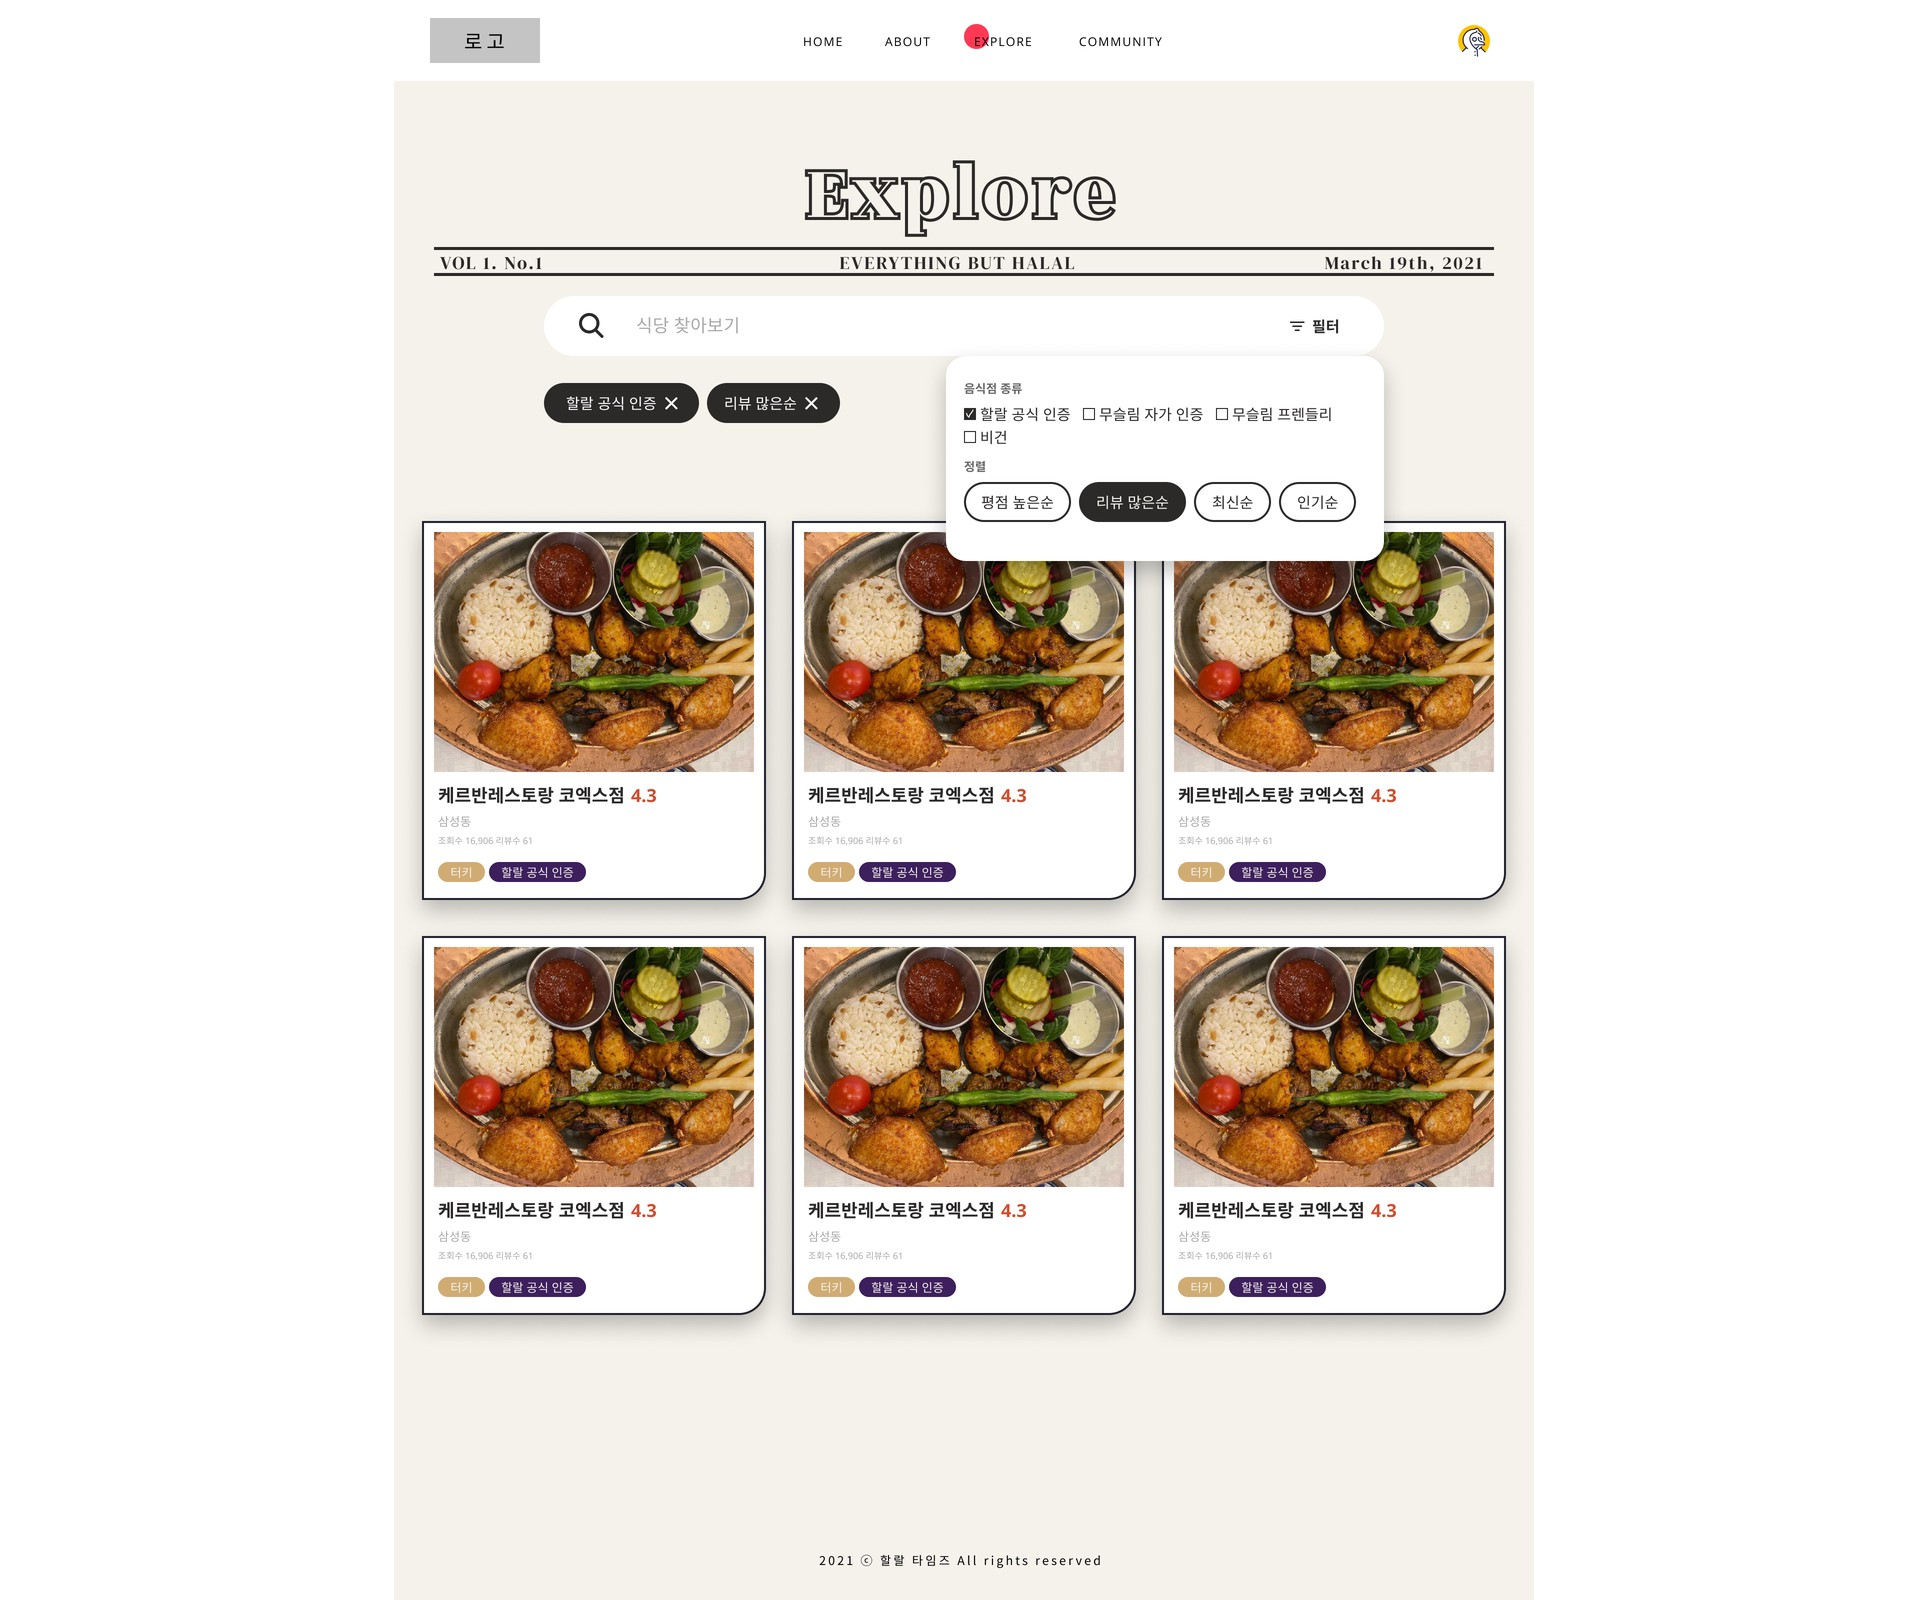 로고
HOME ABOUT EXPLORE COMMUNITY
Explore
VOL 1. No.1 EVERYTHING BUT HALAL March 19th, 2021
식당 찾아보기 필터
할랄 공식 인증 리뷰 많은순
음식점 종류
할랄 공식 인증 무슬림 자가 인증 무슬림 프렌들리
비건
정렬
평점 높은순 리뷰 많은순 최신순 인기순
케르반레스토랑 코엑스점 4.3
삼성동
조회수 16,906 리뷰수 61
터키 할랄 공식 인증
케르반레스토랑 코엑스점 4.3
삼성동
조회수 16,906 리뷰수 61
터키 할랄 공식 인증
케르반레스토랑 코엑스점 4.3
삼성동
조회수 16,906 리뷰수 61
터키 할랄 공식 인증
케르반레스토랑 코엑스점 4.3
삼성동
조회수 16,906 리뷰수 61
터키 할랄 공식 인증
케르반레스토랑 코엑스점 4.3
삼성동
조회수 16,906 리뷰수 61
터키 할랄 공식 인증
케르반레스토랑 코엑스점 4.3
삼성동
조회수 16,906 리뷰수 61
터키 할랄 공식 인증
2021 ⓒ 할랄 타임즈 All rights reserved